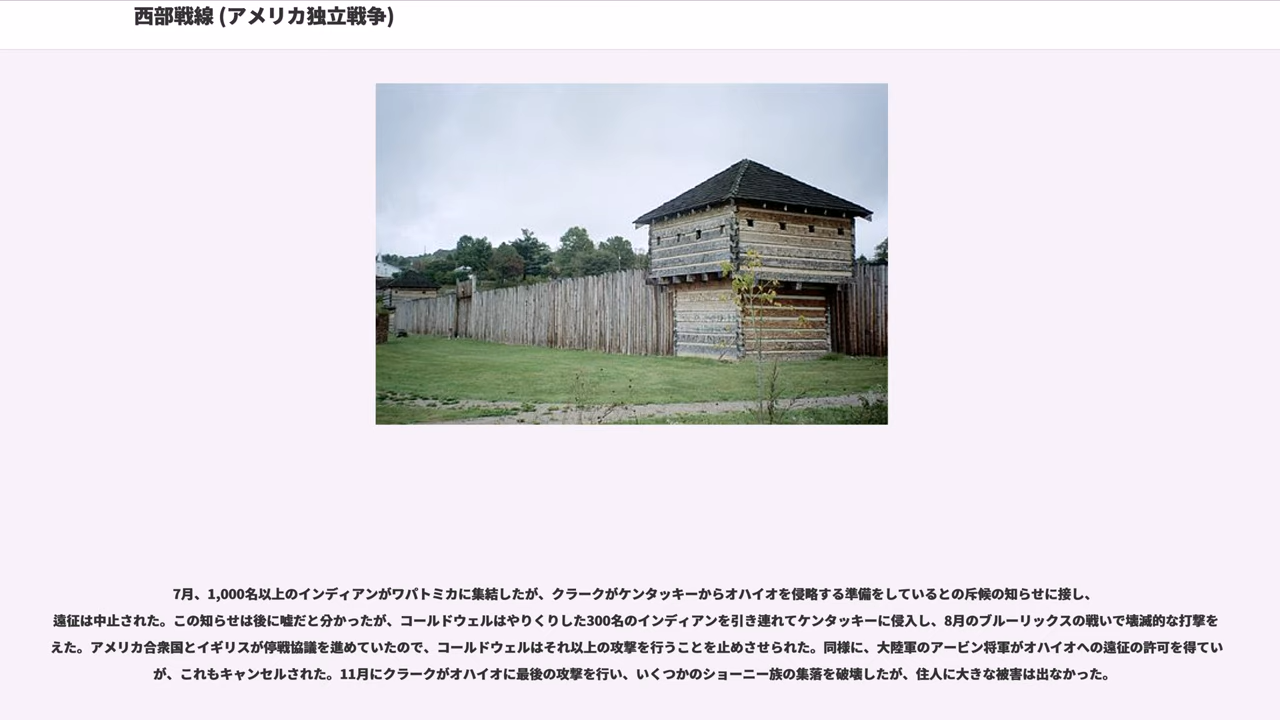 西部戦線 (アメリカ独立戦争)
7月、1,000名以上のインディアンがワパトミカに集結したが、クラークがケンタッキーからオハイオを侵略する準備をしているとの斥候の知らせに接し、
遠征は中止された。この知らせは後に嘘だと分かったが、コールドウェルはやりくりした300名のインディアンを引き連れてケンタッキーに侵入し、8月のブルーリックスの戦いで壊滅的な打撃を
えた。アメリカ合衆国とイギリスが停戦協議を進めていたので、コールドウェルはそれ以上の攻撃を行うことを止めさせられた。同様に、大陸軍のアービン将軍がオハイオへの遠征の許可を得てい
が、これもキャンセルされた。11月にクラークがオハイオに最後の攻撃を行い、いくつかのショーニー族の集落を破壊したが、住人に大きな被害は出なかった。